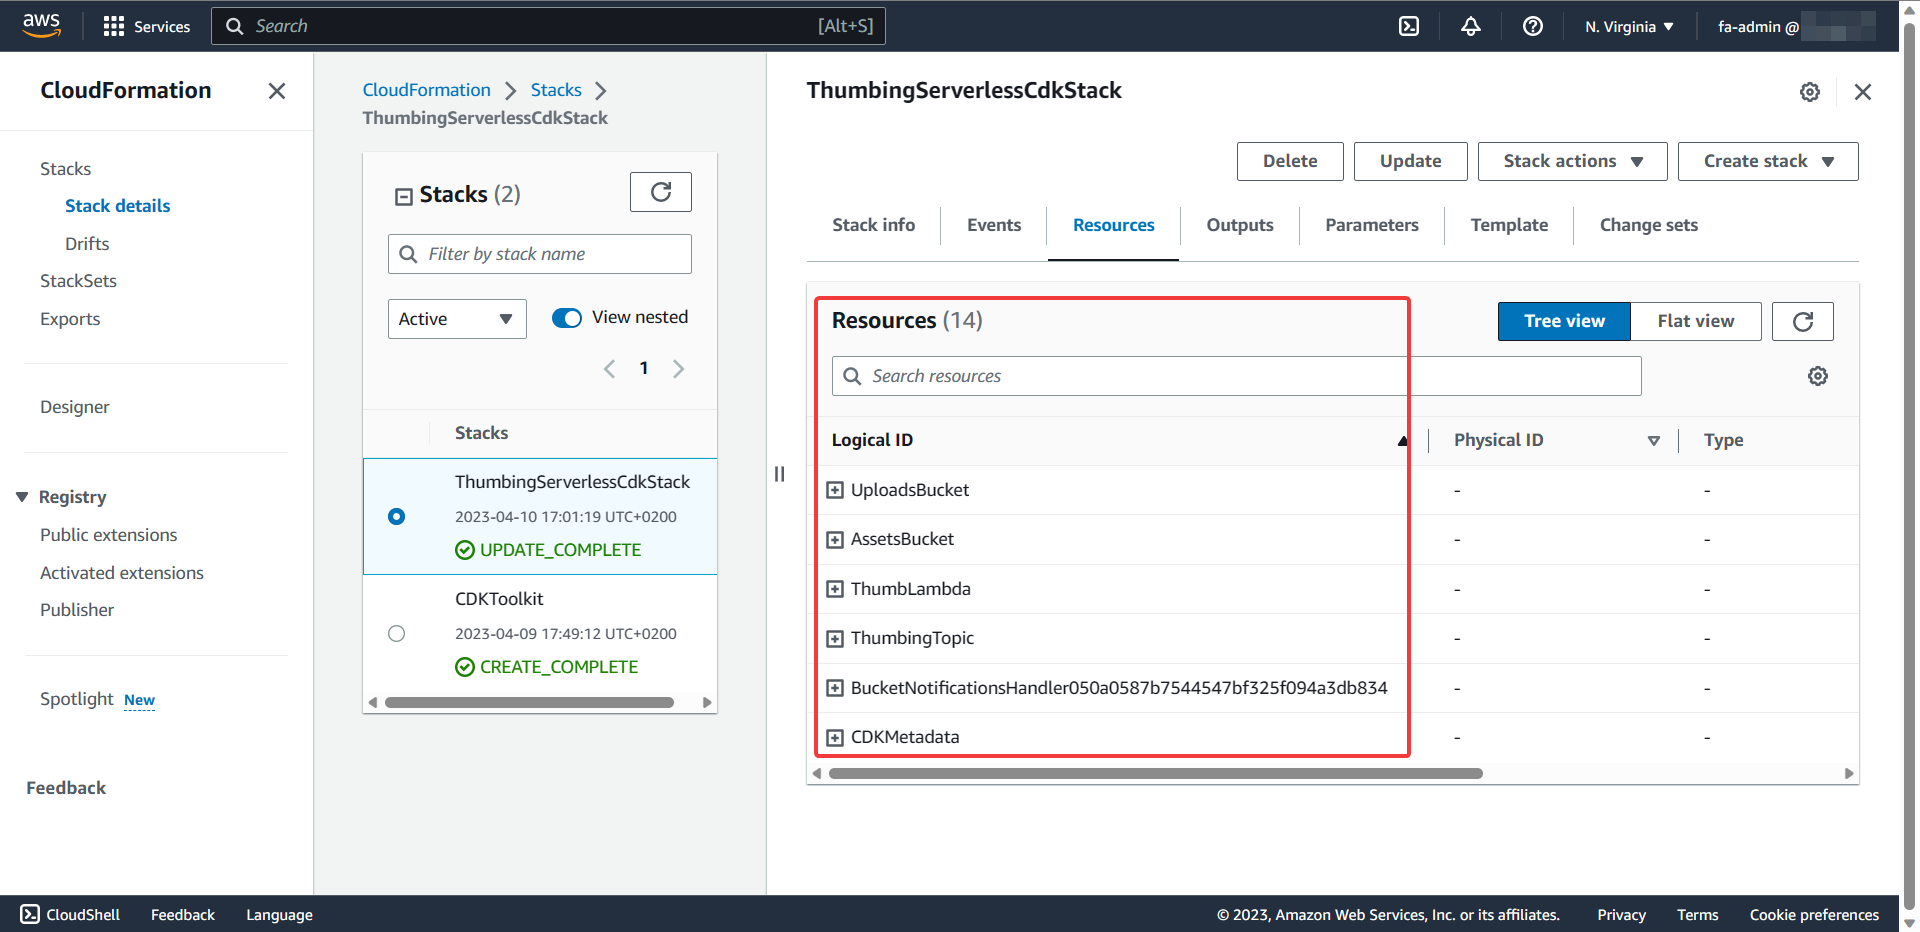 aws
Services
Search
[Alt+S]
N. Virginia
fa-admin @
CloudFormation
Stacks
Stack details
Drifts
StackSets
Exports
Designer
Registry
Public extensions
Activated extensions
Publisher
Spotlight New
Feedback
CloudFormation
Stacks
ThumbingServerlessCdkStack
Stacks (2)
Filter by stack name
Active
View nested
1
Stacks
ThumbingServerlessCdkStack
2023-04-10 17:01:19 UTC+0200
UPDATE_COMPLETE
CDKToolkit
2023-04-09 17:49:12 UTC+0200
CREATE_COMPLETE
ThumbingServerlessCdkStack
Delete
Update
Stack actions
Create stack
Stack info
Events
Resources
Outputs
Parameters
Template
Change sets
Resources (14)
Tree view
Flat view
Search resources
Logical ID
Physical ID
Type
UploadsBucket - -
AssetsBucket - -
ThumbLambda - -
ThumbingTopic - -
BucketNotificationsHandler050a0587b7544547bf325f094a3db834 - -
CDKMetadata - -
CloudShell
Feedback
Language
© 2023, Amazon Web Services, Inc. or its affiliates.
Privacy
Terms
Cookie preferences